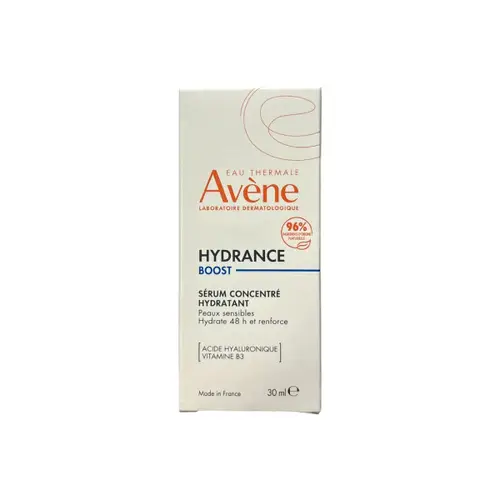 EAU THERMALE
Avène
LABORATOIRE DERMATOLOGIQUE
96%
HYDRANCE
BOOST
SÉRUM CONCENTRÉ
HYDRATANT
Peaux sensibles
Hydrate 48 h et renforce
ACIDE HYALURONIQUE
VITAMINE B3
Made in France
30 ml ℮